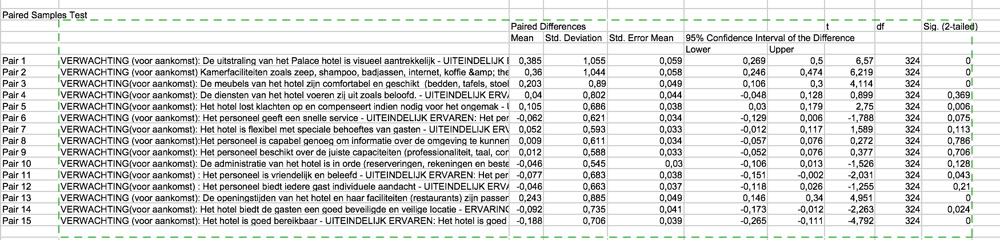 Paired Samples Test
Paired Differences t df Sig. (2-tailed)
Mean Std. Deviation Std. Error Mean 95% Confidence Interval of the Difference
Lower Upper
Pair 1 VERWACHTING (voor aankomst): De uitstraling van het Palace hotel is visueel aantrekkelijk - UITEINDELIJK 0,385 1,055 0,059 0,269 0,5 6,57 324 0
Pair 2 VERWACHTING (voor aankomst) Kamerfaciliteiten zoals zeep, shampoo, badjassen, internet, koffie &amp; the 0,36 1,044 0,058 0,246 0,474 6,219 324 0
Pair 3 VERWACHTING (voor aankomst): De meubels van het hotel zijn comfortabel en geschikt (bedden, tafels, stoel 0,203 0,89 0,049 0,106 0,3 4,114 324 0
Pair 4 VERWACHTING (voor aankomst): De diensten van het hotel voeren zij uit zoals beloofd. - UITEINDELIJK ERVA 0,04 0,802 0,044 -0,048 0,128 0,899 324 0,369
Pair 5 VERWACHTING (voor aankomst): Het hotel lost klachten op en compenseert indien nodig voor het ongemak - 0,105 0,686 0,038 0,03 0,179 2,75 324 0,006
Pair 6 VERWACHTING (voor aankomst): Het personeel geeft een snelle service - UITEINDELIJK ERVAREN: Het per -0,062 0,621 0,034 -0,129 0,006 -1,788 324 0,075
Pair 7 VERWACHTING (voor aankomst): Het hotel is flexibel met speciale behoeftes van gasten - UITEINDELIJK ERV 0,052 0,593 0,033 -0,012 0,117 1,589 324 0,113
Pair 8 VERWACHTING (voor aankomst):Het personeel is capabel genoeg om informatie over de omgeving te kunnen 0,009 0,611 0,034 -0,057 0,076 0,272 324 0,786
Pair 9 VERWACHTING(voor aankomst): Het personeel beschikt over de juiste capaciteiten (professionaliteit, taal, cor 0,012 0,588 0,033 -0,052 0,076 0,377 324 0,706
Pair 10 VERWACHTING(voor aankomst): De administratie van het hotel is in orde (reserveringen, rekeningen en beste -0,046 0,545 0,03 -0,106 0,013 -1,526 324 0,128
Pair 11 VERWACHTING(voor aankomst) : Het personeel is vriendelijk en beleefd - UITEINDELIJK ERVAREN: Het per -0,077 0,683 0,038 -0,151 -0,002 -2,031 324 0,043
Pair 12 VERWACHTING(voor aankomst) : Het personeel biedt iedere gast individuele aandacht - UITEINDELIJK ERVA -0,046 0,663 0,037 -0,118 0,026 -1,255 324 0,21
Pair 13 VERWACHTING (voor aankomst): De openingstijden van het hotel en haar faciliteiten (restaurants) zijn passer 0,243 0,885 0,049 0,146 0,34 4,951 324 0
Pair 14 VERWACHTING (voor aankomst): Het hotel biedt de gasten een goed beveiligde en veilige locatie - ERVARING -0,092 0,735 0,041 -0,173 -0,012 -2,263 324 0,024
Pair 15 VERWACHTING (voor aankomst): Het hotel is goed bereikbaar - UITEINDELIJK ERVAREN: Het hotel is goed -0,188 0,706 0,039 -0,265 -0,111 -4,792 324 0